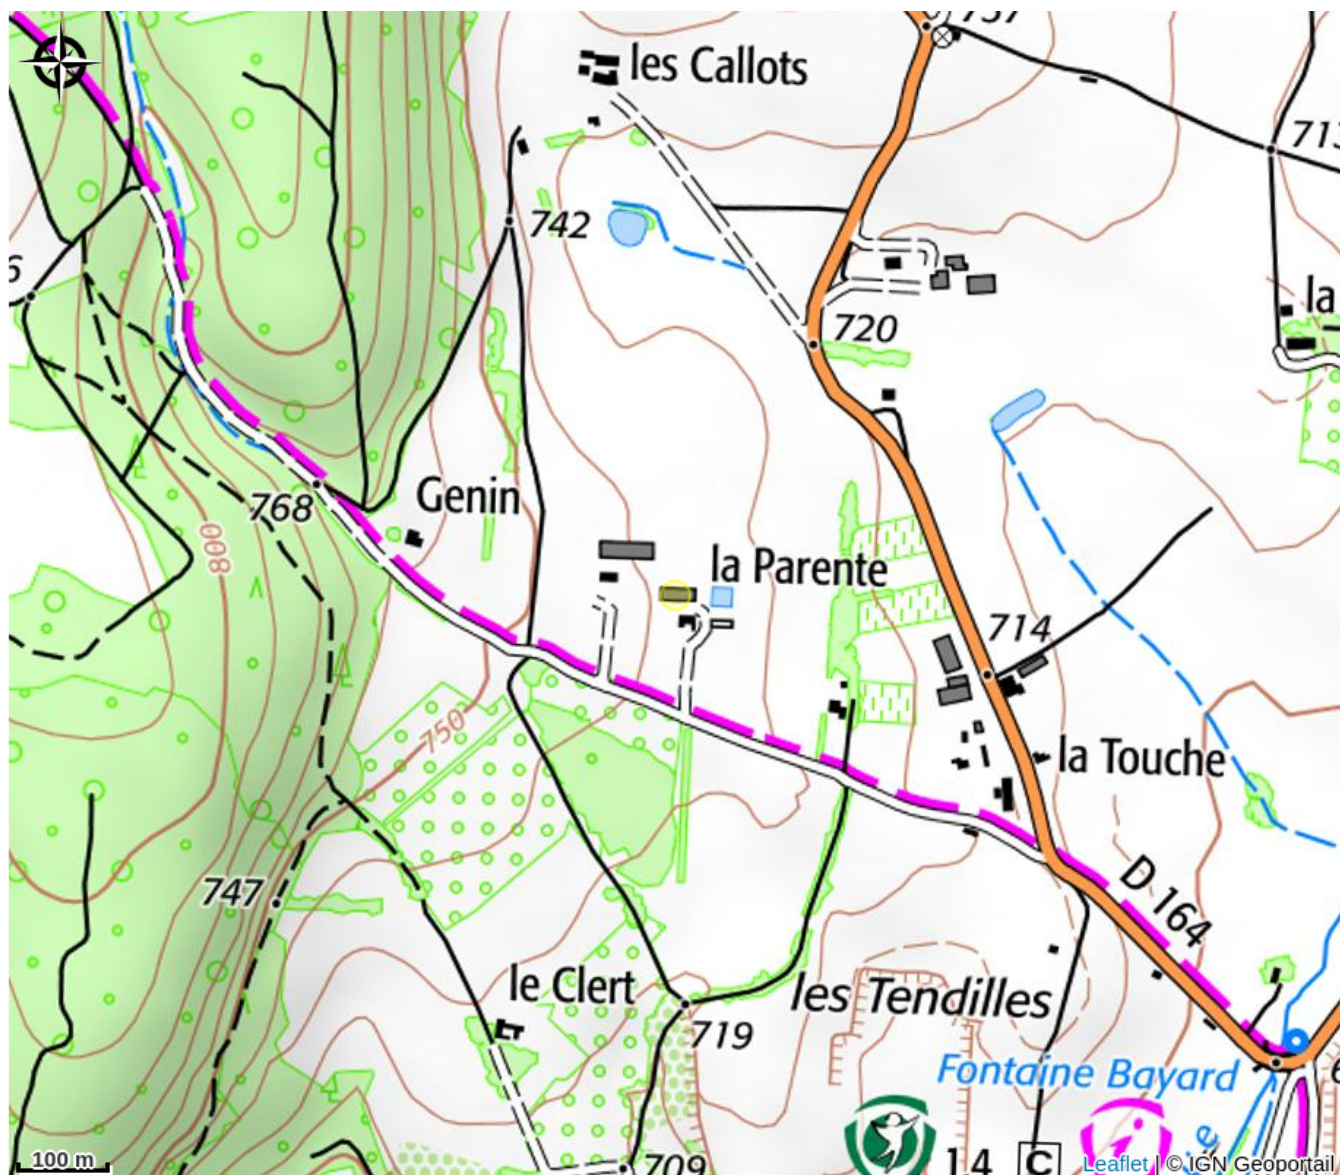 les Callots
713
742
la
720
768
Genin
800
la Parente
714
750
la Touche
747
D 164
le Clert
les Tendilles
719
Fontaine Bayard
14
C
709
100 m
Leaflet | © IGN Geoportail